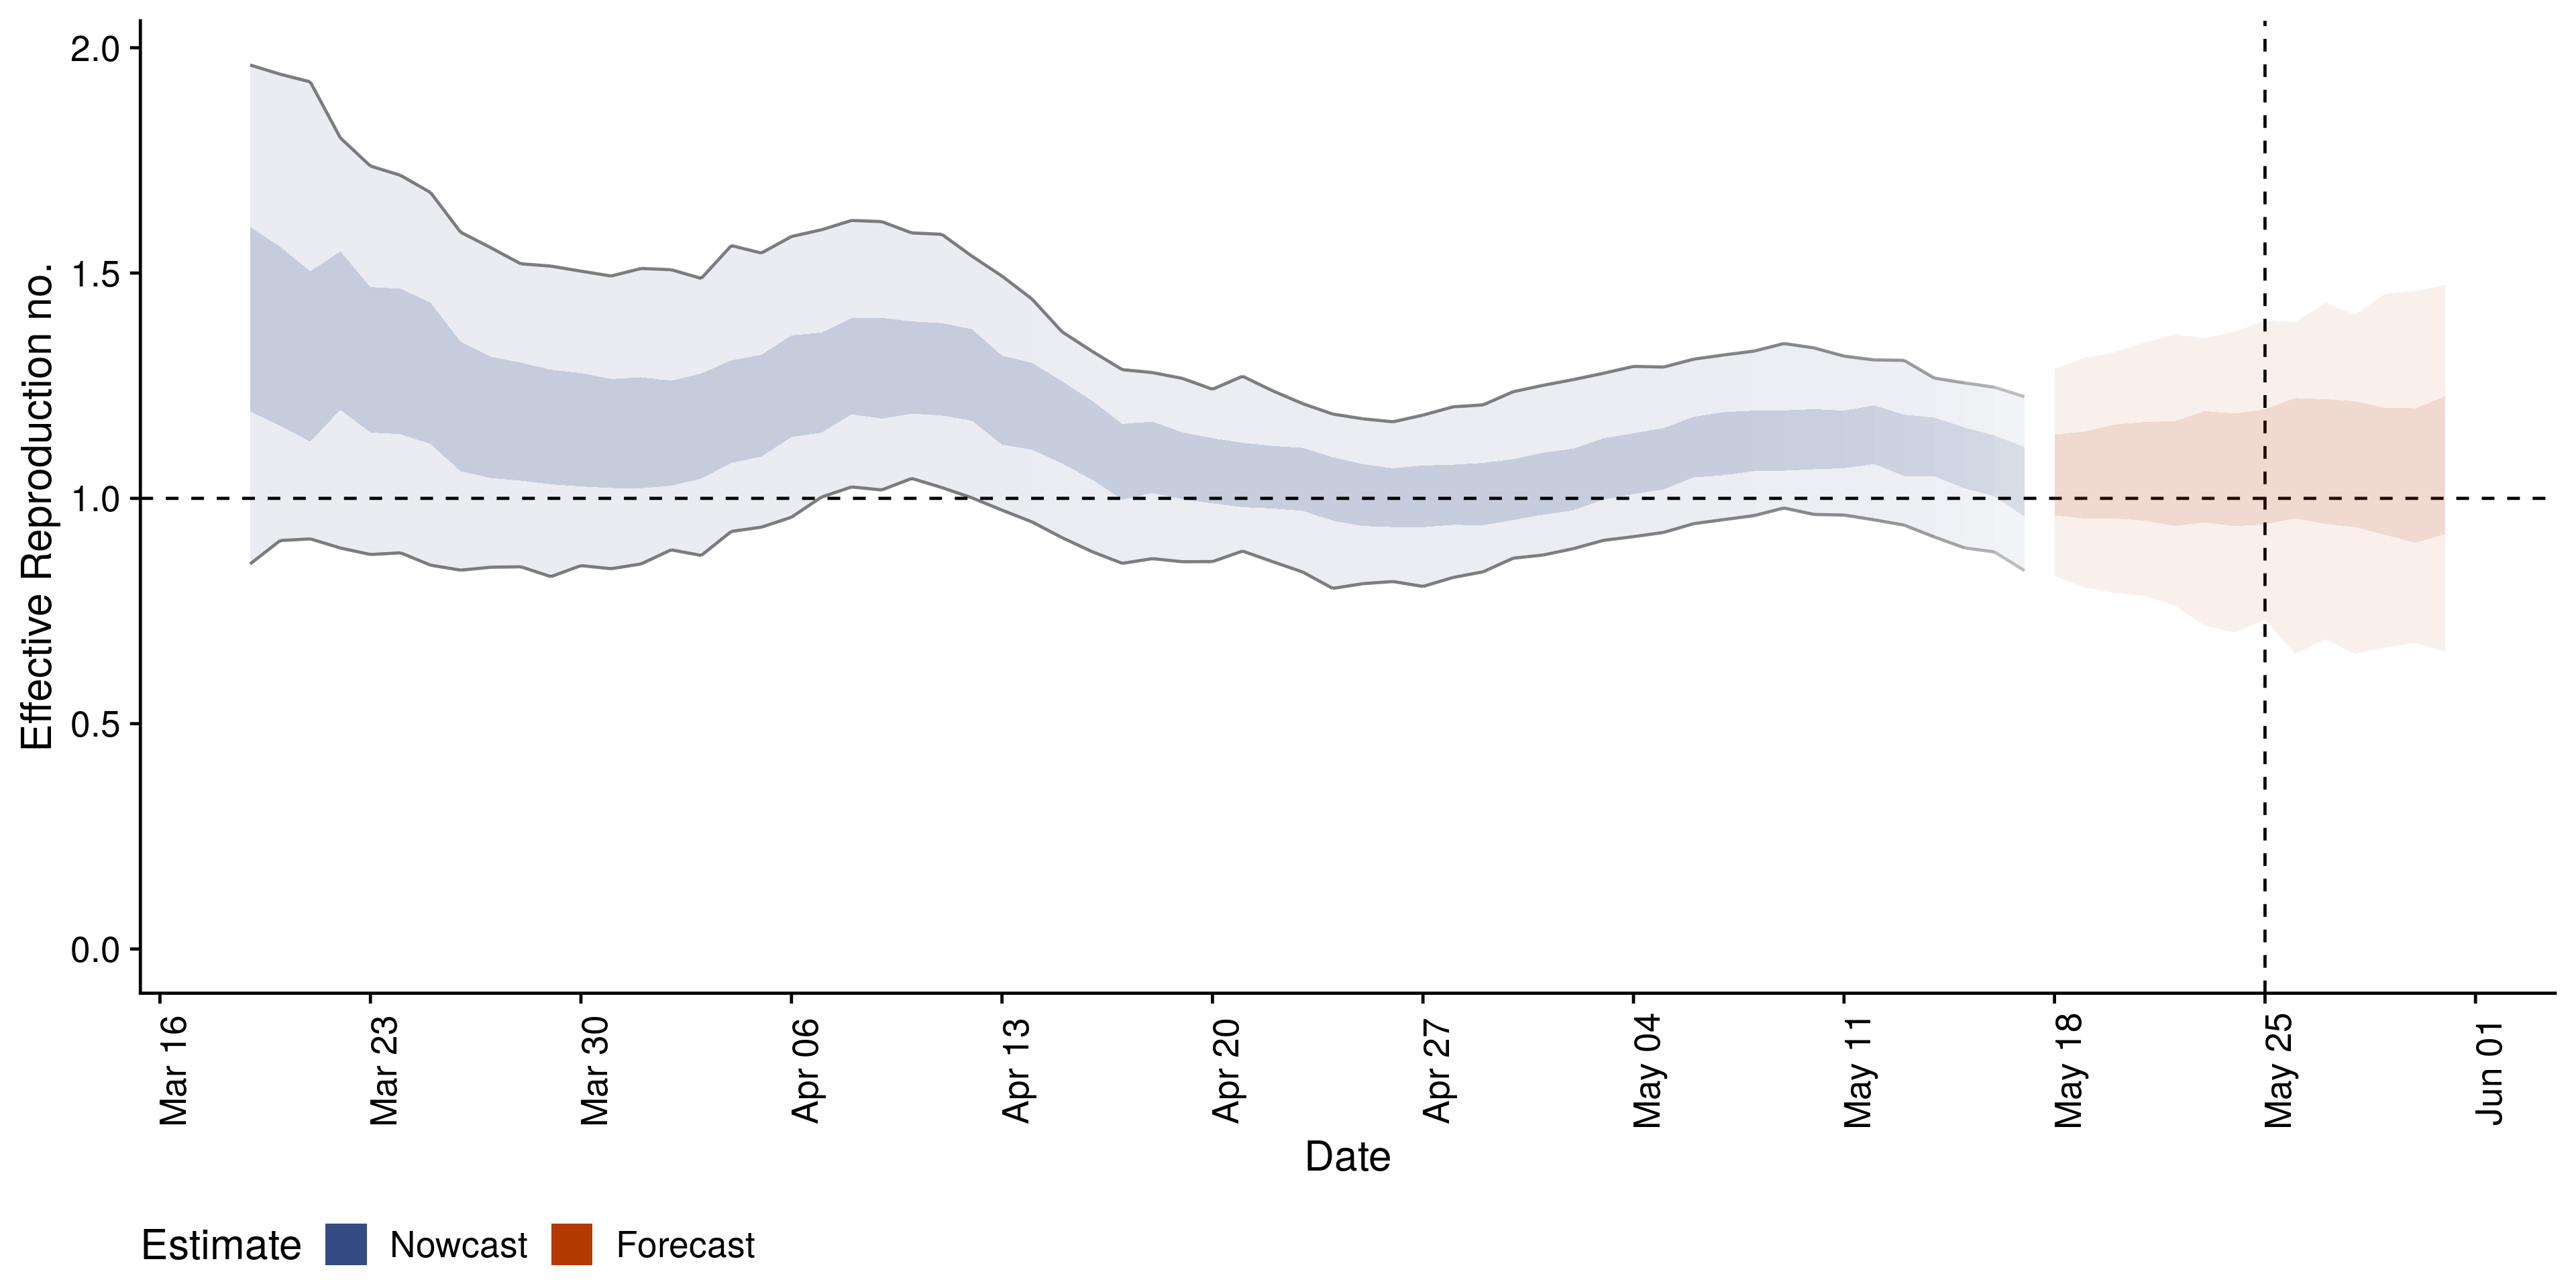 Effective Reproduction no.
2.0
1.5
1.0
0.5
0.0
Mar 16
Mar 23
Mar 30
Apr 06
Apr 13
Apr 20
Apr 27
May 04
May 11
May 18
May 25
Jun 01
Date
Estimate Nowcast Forecast